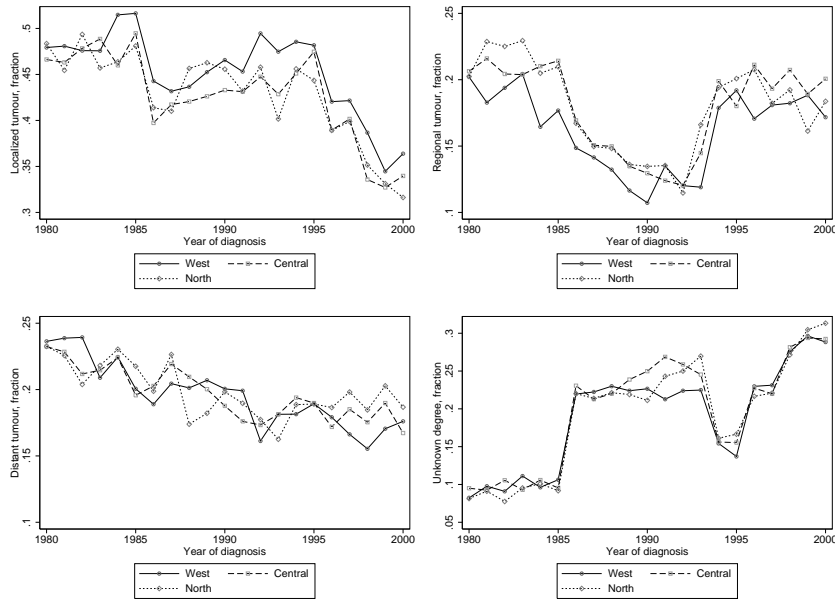 Localized tumour, fraction
.5
.45
.4
.35
.3
1980 1985 1990 1995 2000
Year of diagnosis
West Central
North
Regional tumour, fraction
.25
.2
.15
.1
1980 1985 1990 1995 2000
Year of diagnosis
West Central
North
Distant tumour, fraction
.25
.2
.15
.1
1980 1985 1990 1995 2000
Year of diagnosis
West Central
North
Unknown degree, fraction
.3
.25
.2
.15
.1
.05
1980 1985 1990 1995 2000
Year of diagnosis
West Central
North